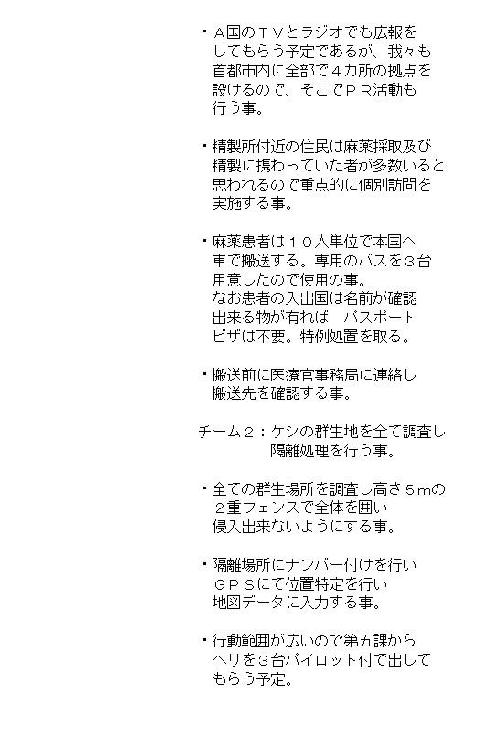 ・Ａ国のＴＶとラジオでも広報を
してもらう予定であるが、我々も
首都市内に全部で４カ所の拠点を
設けるので、そこでＰＲ活動も
行う事。
・精製所付近の住民は麻薬採取及び
精製に携わっていた者が多数いると
思われるので重点的に個別訪問を
実施する事。
・麻薬患者は１０人単位で本国へ
車で搬送する。専用のバスを３台
用意したので使用の事。
なお患者の入出国は名前が確認
出来る物が有れば　パスポート
ビザは不要。特例処置を取る。
・搬送前に医療官事務局に連絡し
搬送先を確認する事。
チーム２：ケシの群生地を全て調査し
隔離処理を行う事。
・全ての群生場所を調査し高さ５ｍの
２重フェンスで全体を囲い
侵入出来ないようにする事。
・隔離場所にナンバー付けを行い
ＧＰＳにて位置特定を行い
地図データに入力する事。
・行動範囲が広いので第五課から
ヘリを３台パイロット付で出して
もらう予定。